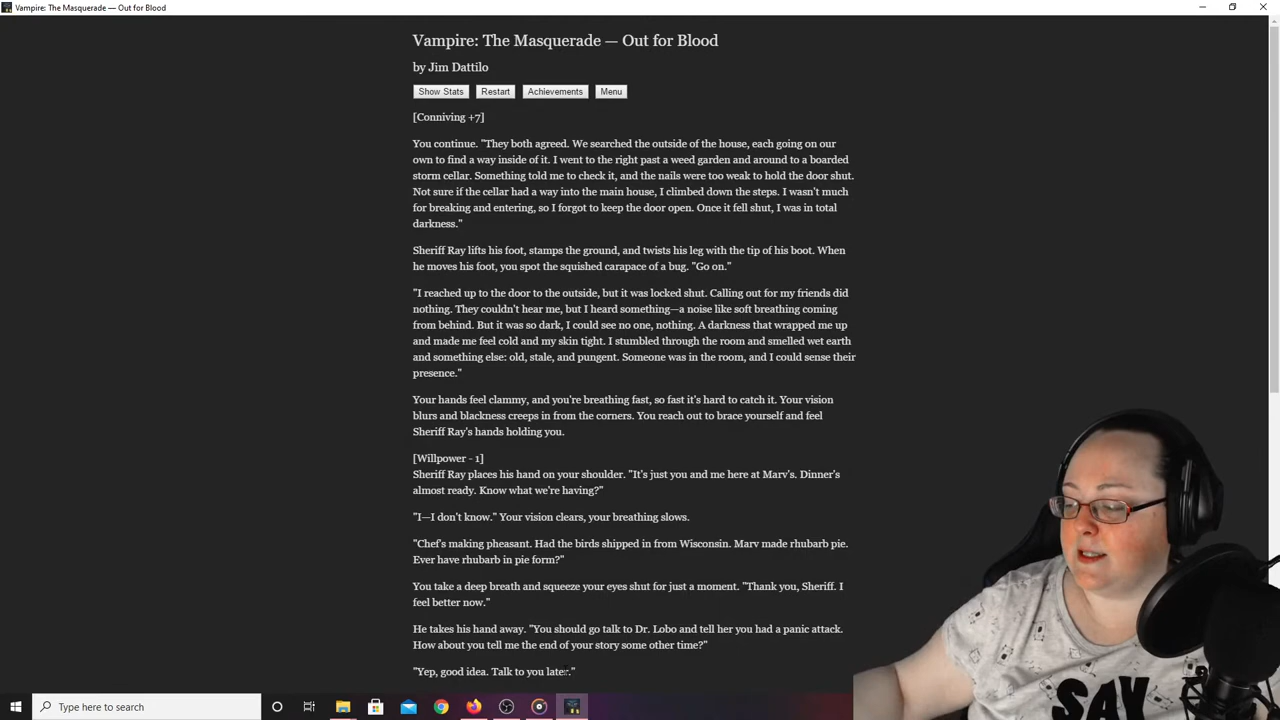 Vampire: The Masquerade — Out for Blood
Vampire: The Masquerade — Out for Blood
by Jim Dattilo
Show Stats Restart Achievements Menu
[Conniving +7]
You continue. "They both agreed. We searched the outside of the house, each going on our
own to find a way inside of it. I went to the right past a weed garden and around to a boarded
storm cellar. Something told me to check it, and the nails were too weak to hold the door shut.
Not sure if the cellar had a way into the main house, I climbed down the steps. I wasn't much
for breaking and entering, so I forgot to keep the door open. Once it fell shut, I was in total
darkness."
Sheriff Ray lifts his foot, stamps the ground, and twists his leg with the tip of his boot. When
he moves his foot, you spot the squished carapace of a bug. "Go on."
"I reached up to the door to the outside, but it was locked shut. Calling out for my friends did
nothing. They couldn't hear me, but I heard something—a noise like soft breathing coming
from behind. But it was so dark, I could see no one, nothing. A darkness that wrapped me up
and made me feel cold and my skin tight. I stumbled through the room and smelled wet earth
and something else: old, stale, and pungent. Someone was in the room, and I could sense their
presence."
Your hands feel clammy, and you're breathing fast, so fast it's hard to catch it. Your vision
blurs and blackness creeps in from the corners. You reach out to brace yourself and feel
Sheriff Ray's hands holding you.
[Willpower - 1]
Sheriff Ray places his hand on your shoulder. "It's just you and me here at Marv's. Dinner's
almost ready. Know what we're having?"
"I—I don't know." Your vision clears, your breathing slows.
"Chef's making pheasant. Had the birds shipped in from Wisconsin. Marv made rhubarb pie.
Ever have rhubarb in pie form?"
You take a deep breath and squeeze your eyes shut for just a moment. "Thank you, Sheriff. I
feel better now."
He takes his hand away. "You should go talk to Dr. Lobo and tell her you had a panic attack.
How about you tell me the end of your story some other time?"
"Yep, good idea. Talk to you later."
SAY
Type here to search